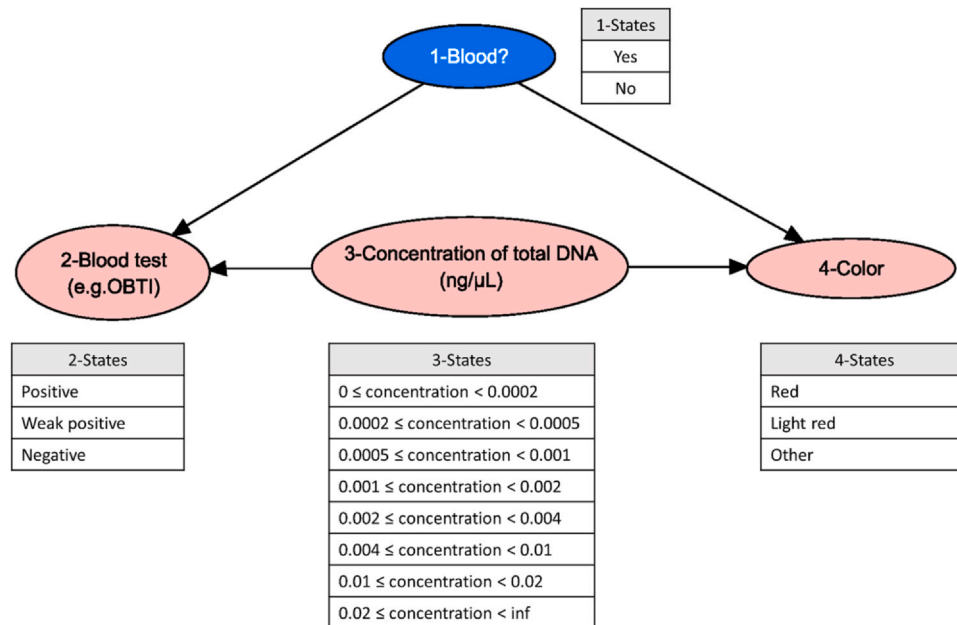 1-Blood?
1-States
Yes
No
2-Blood test
(e.g.OBTI)
3-Concentration of total DNA
(ng/µL)
4-Color
2-States
Positive
Weak positive
Negative
3-States
0 ≤ concentration < 0.0002
0.0002 ≤ concentration < 0.0005
0.0005 ≤ concentration < 0.001
0.001 ≤ concentration < 0.002
0.002 ≤ concentration < 0.004
0.004 ≤ concentration < 0.01
0.01 ≤ concentration < 0.02
0.02 ≤ concentration < inf
4-States
Red
Light red
Other